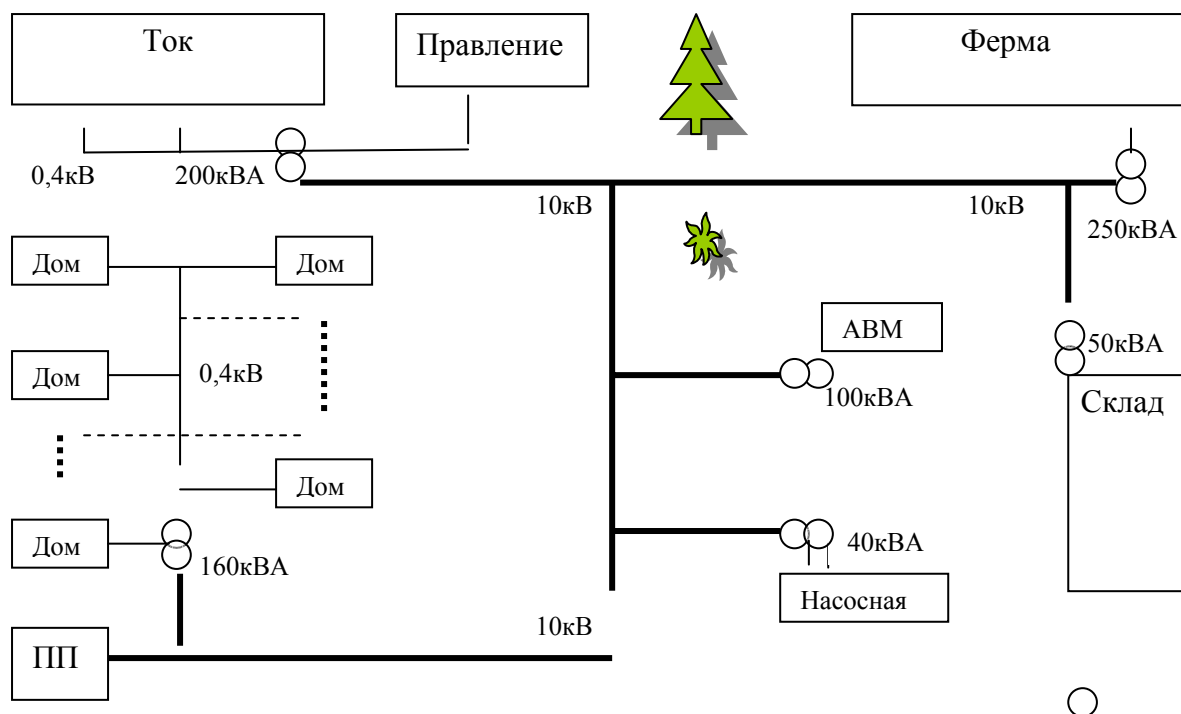 Ток
Правление
Ферма
0,4кВ
200кВА
10кВ
10кВ
250кВА
Дом
Дом
АВМ
50кВА
Дом
0,4кВ
100кВА
Склад
Дом
Дом
160кВА
40кВА
Насосная
10кВ
ПП